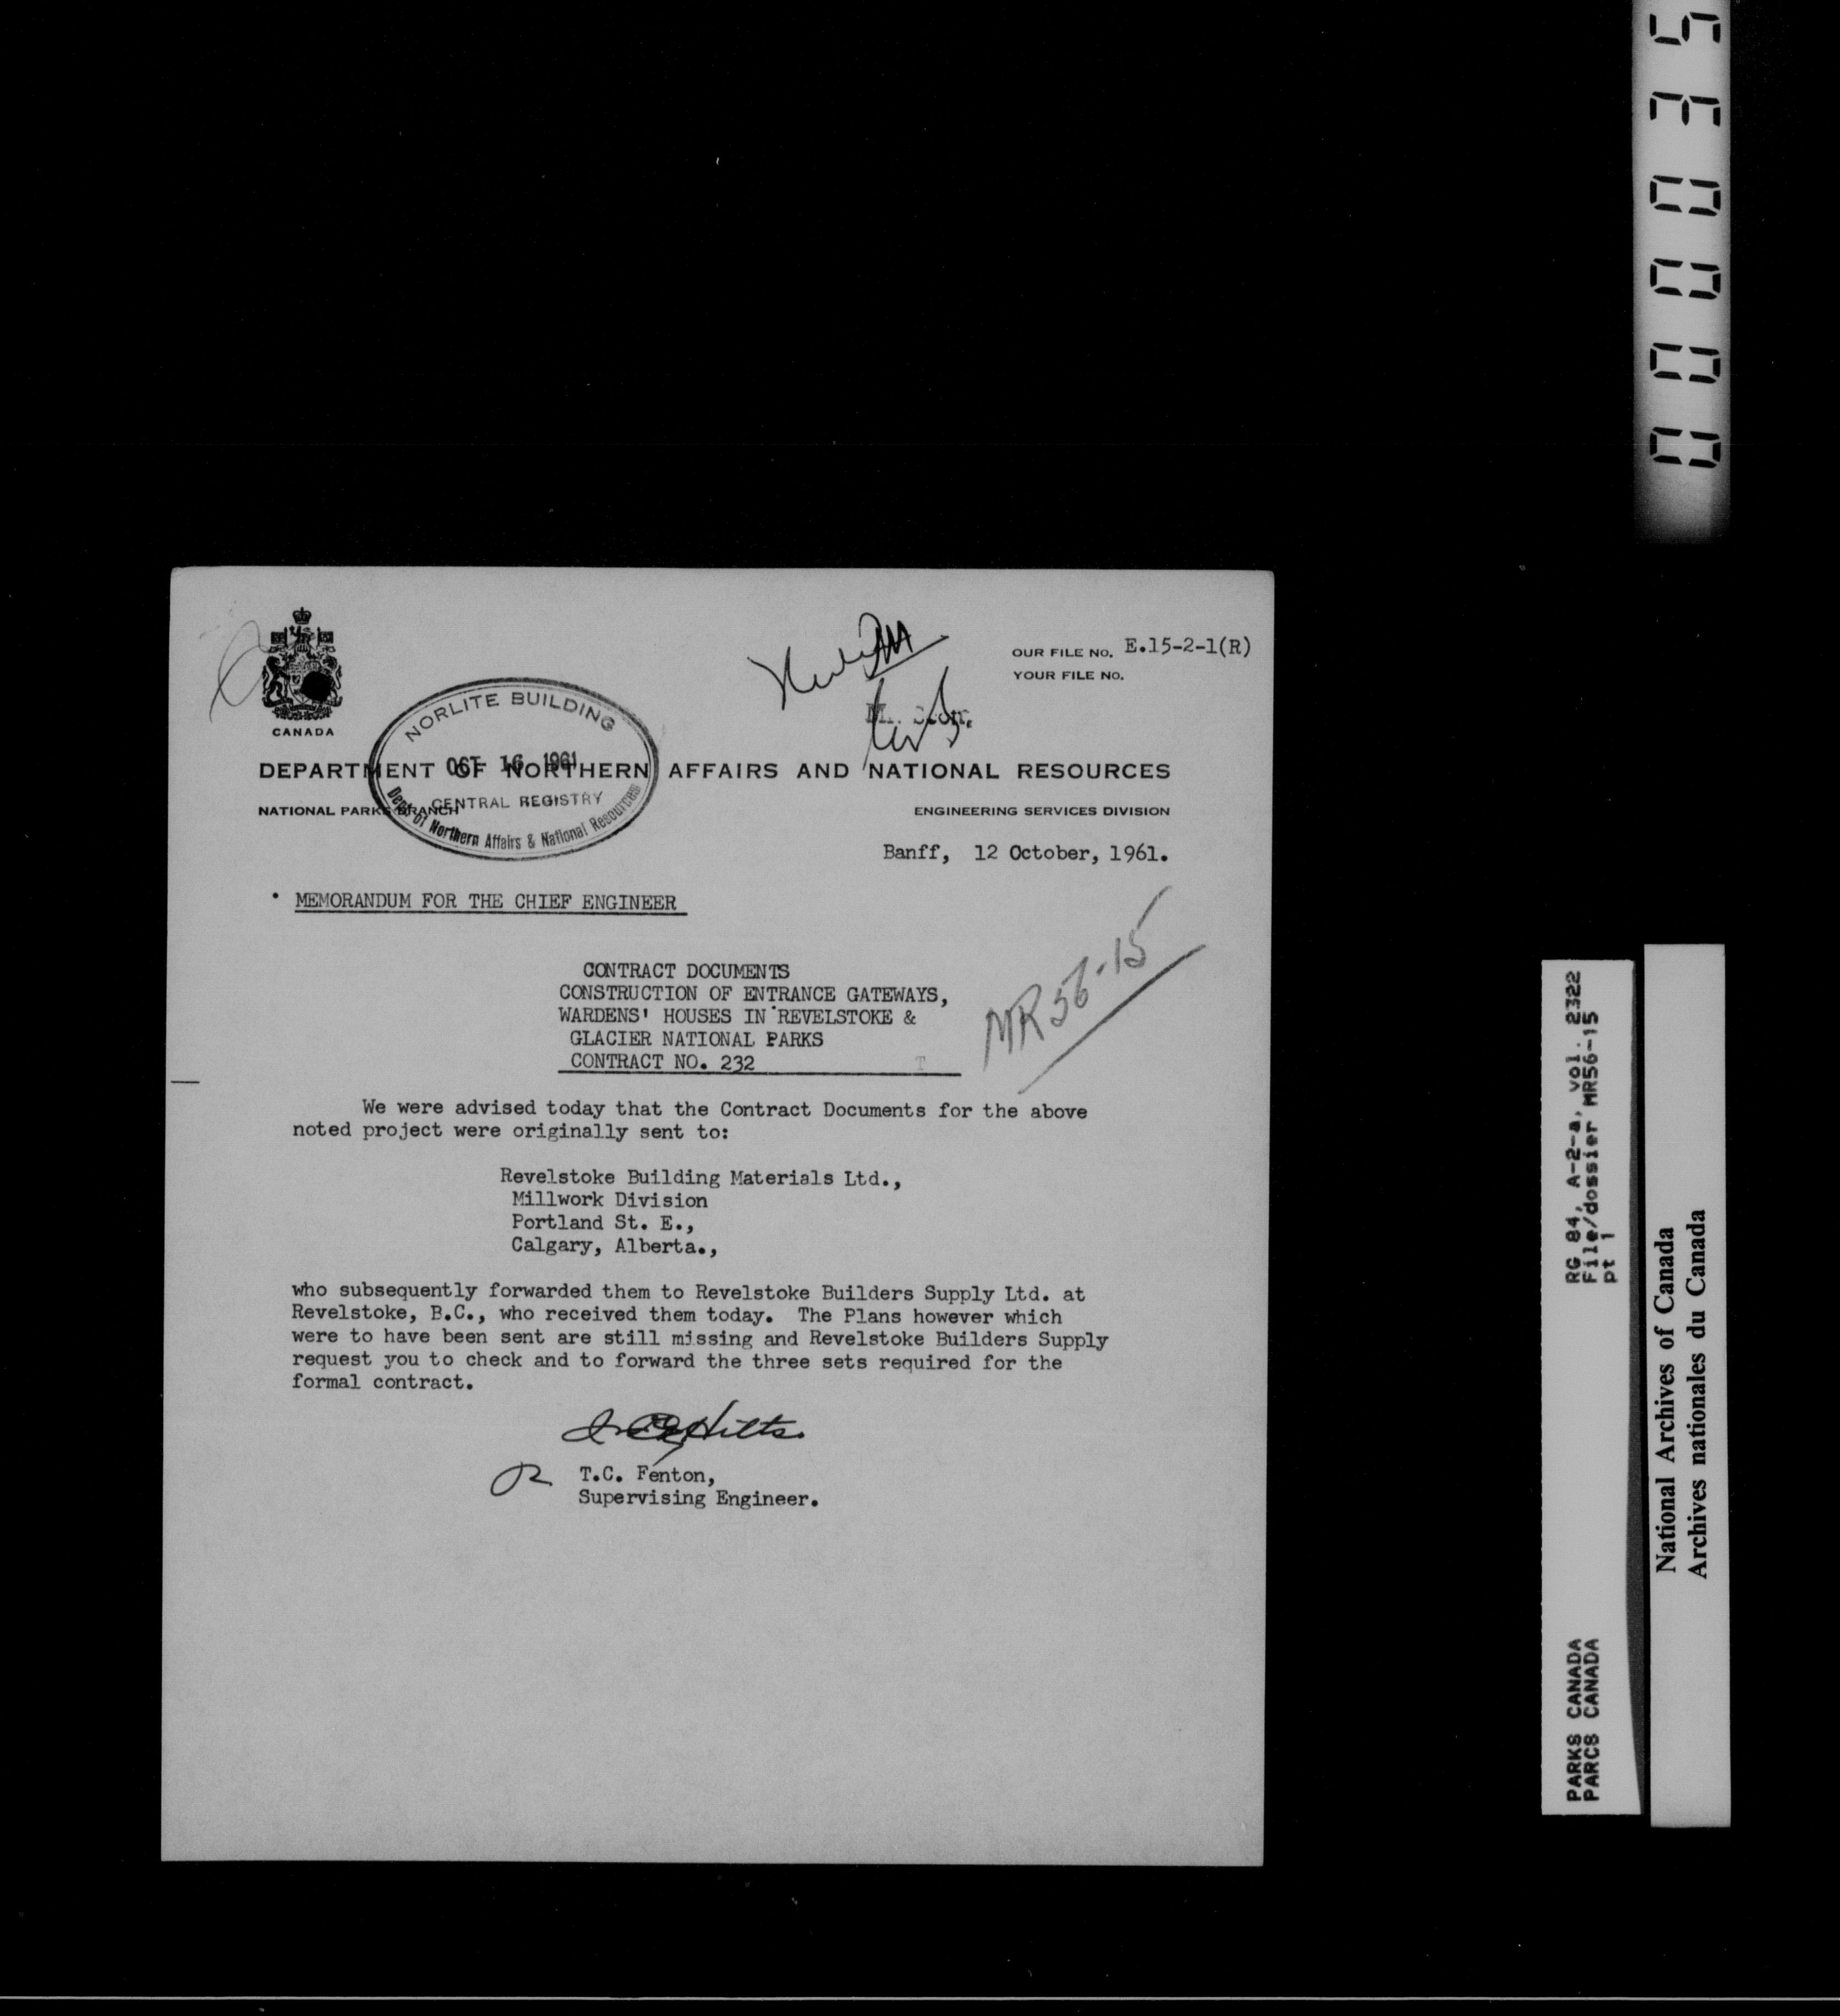 OUR FILE NO. E.15-2-1(R)
YOUR FILE NO.
CANADA
NORLITE BUILDING
OCT 16 1961
CENTRAL REGISTRY
Dept. of Northern Affairs & National Resources
DEPARTMENT OF NORTHERN AFFAIRS AND NATIONAL RESOURCES
NATIONAL PARKS BRANCH
ENGINEERING SERVICES DIVISION
Banff, 12 October, 1961.
MEMORANDUM FOR THE CHIEF ENGINEER
MR56-15
CONTRACT DOCUMENTS
CONSTRUCTION OF ENTRANCE GATEWAYS,
WARDENS' HOUSES IN REVELSTOKE &
GLACIER NATIONAL PARKS
CONTRACT NO. 232
We were advised today that the Contract Documents for the above
noted project were originally sent to:
Revelstoke Building Materials Ltd.,
Millwork Division
Portland St. E.,
Calgary, Alberta.,
who subsequently forwarded them to Revelstoke Builders Supply Ltd. at
Revelstoke, B.C., who received them today. The Plans however which
were to have been sent are still missing and Revelstoke Builders Supply
request you to check and to forward the three sets required for the
formal contract.
T.C. Fenton,
Supervising Engineer.
000035
RG 84, A-2-a, vol. 2322
File/dossier MR56-15
pt 1
PARKS CANADA
PARCS CANADA
National Archives of Canada
Archives nationales du Canada